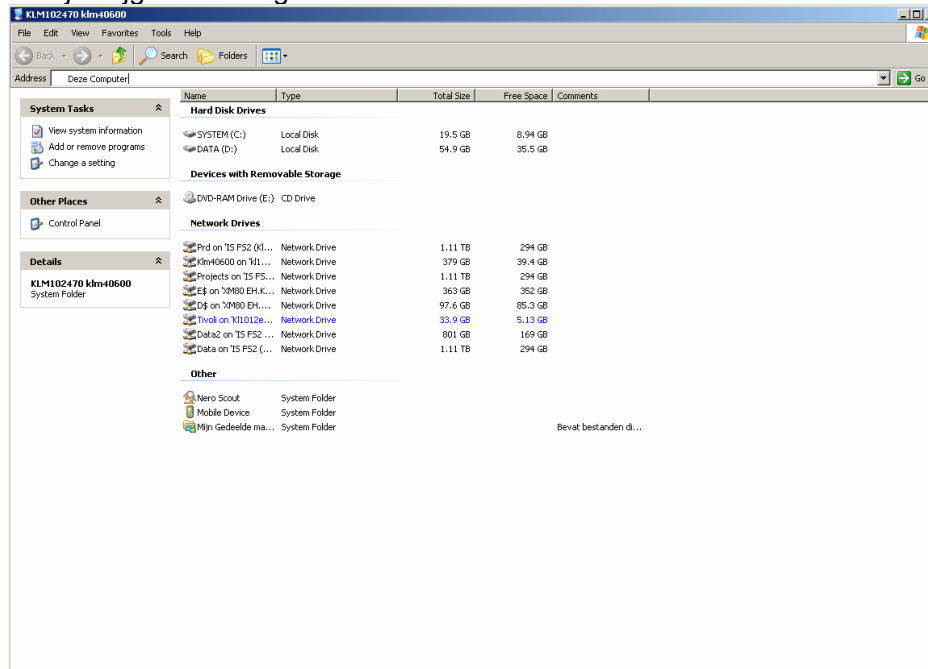 KLM102470 klm40600
File Edit View Favorites Tools Help
Back Search Folders
Address Deze Computer Go
Name Type Total Size Free Space Comments
System Tasks
View system information
Add or remove programs
Change a setting
Other Places
Control Panel
Details
KLM102470 klm40600
System Folder
Hard Disk Drives
SYSTEM (C:) Local Disk 19.5 GB 8.94 GB
DATA (D:) Local Disk 54.9 GB 35.5 GB
Devices with Removable Storage
DVD-RAM Drive (E:) CD Drive
Network Drives
Prd on 'IS FS2 (Kl... Network Drive 1.11 TB 294 GB
Klm40600 on 'kl1... Network Drive 379 GB 39.4 GB
Projects on 'IS FS... Network Drive 1.11 TB 294 GB
E$ on 'XM80 EH.K... Network Drive 363 GB 352 GB
D$ on 'XM80 EH.... Network Drive 97.6 GB 85.3 GB
Tivoli on 'Kl1012e... Network Drive 33.9 GB 5.13 GB
Data2 on 'IS FS2 ... Network Drive 801 GB 169 GB
Data on 'IS FS2 (... Network Drive 1.11 TB 294 GB
Other
Nero Scout System Folder
Mobile Device System Folder
Mijn Gedeelde ma... System Folder Bevat bestanden di...